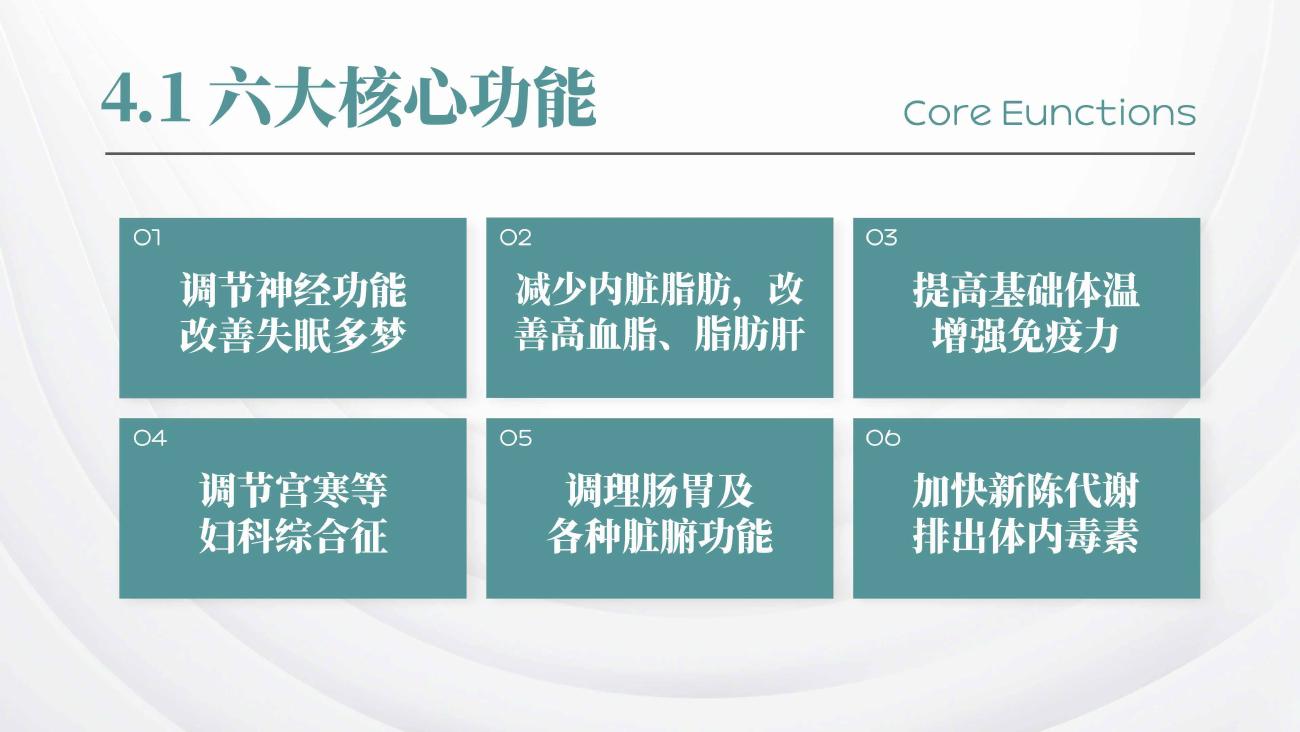 4.1 六大核心功能
Core Eunctions
01
调节神经功能
改善失眠多梦
02
减少内脏脂肪，改
善高血脂、脂肪肝
03
提高基础体温
增强免疫力
04
调节宫寒等
妇科综合征
05
调理肠胃及
各种脏腑功能
06
加快新陈代谢
排出体内毒素